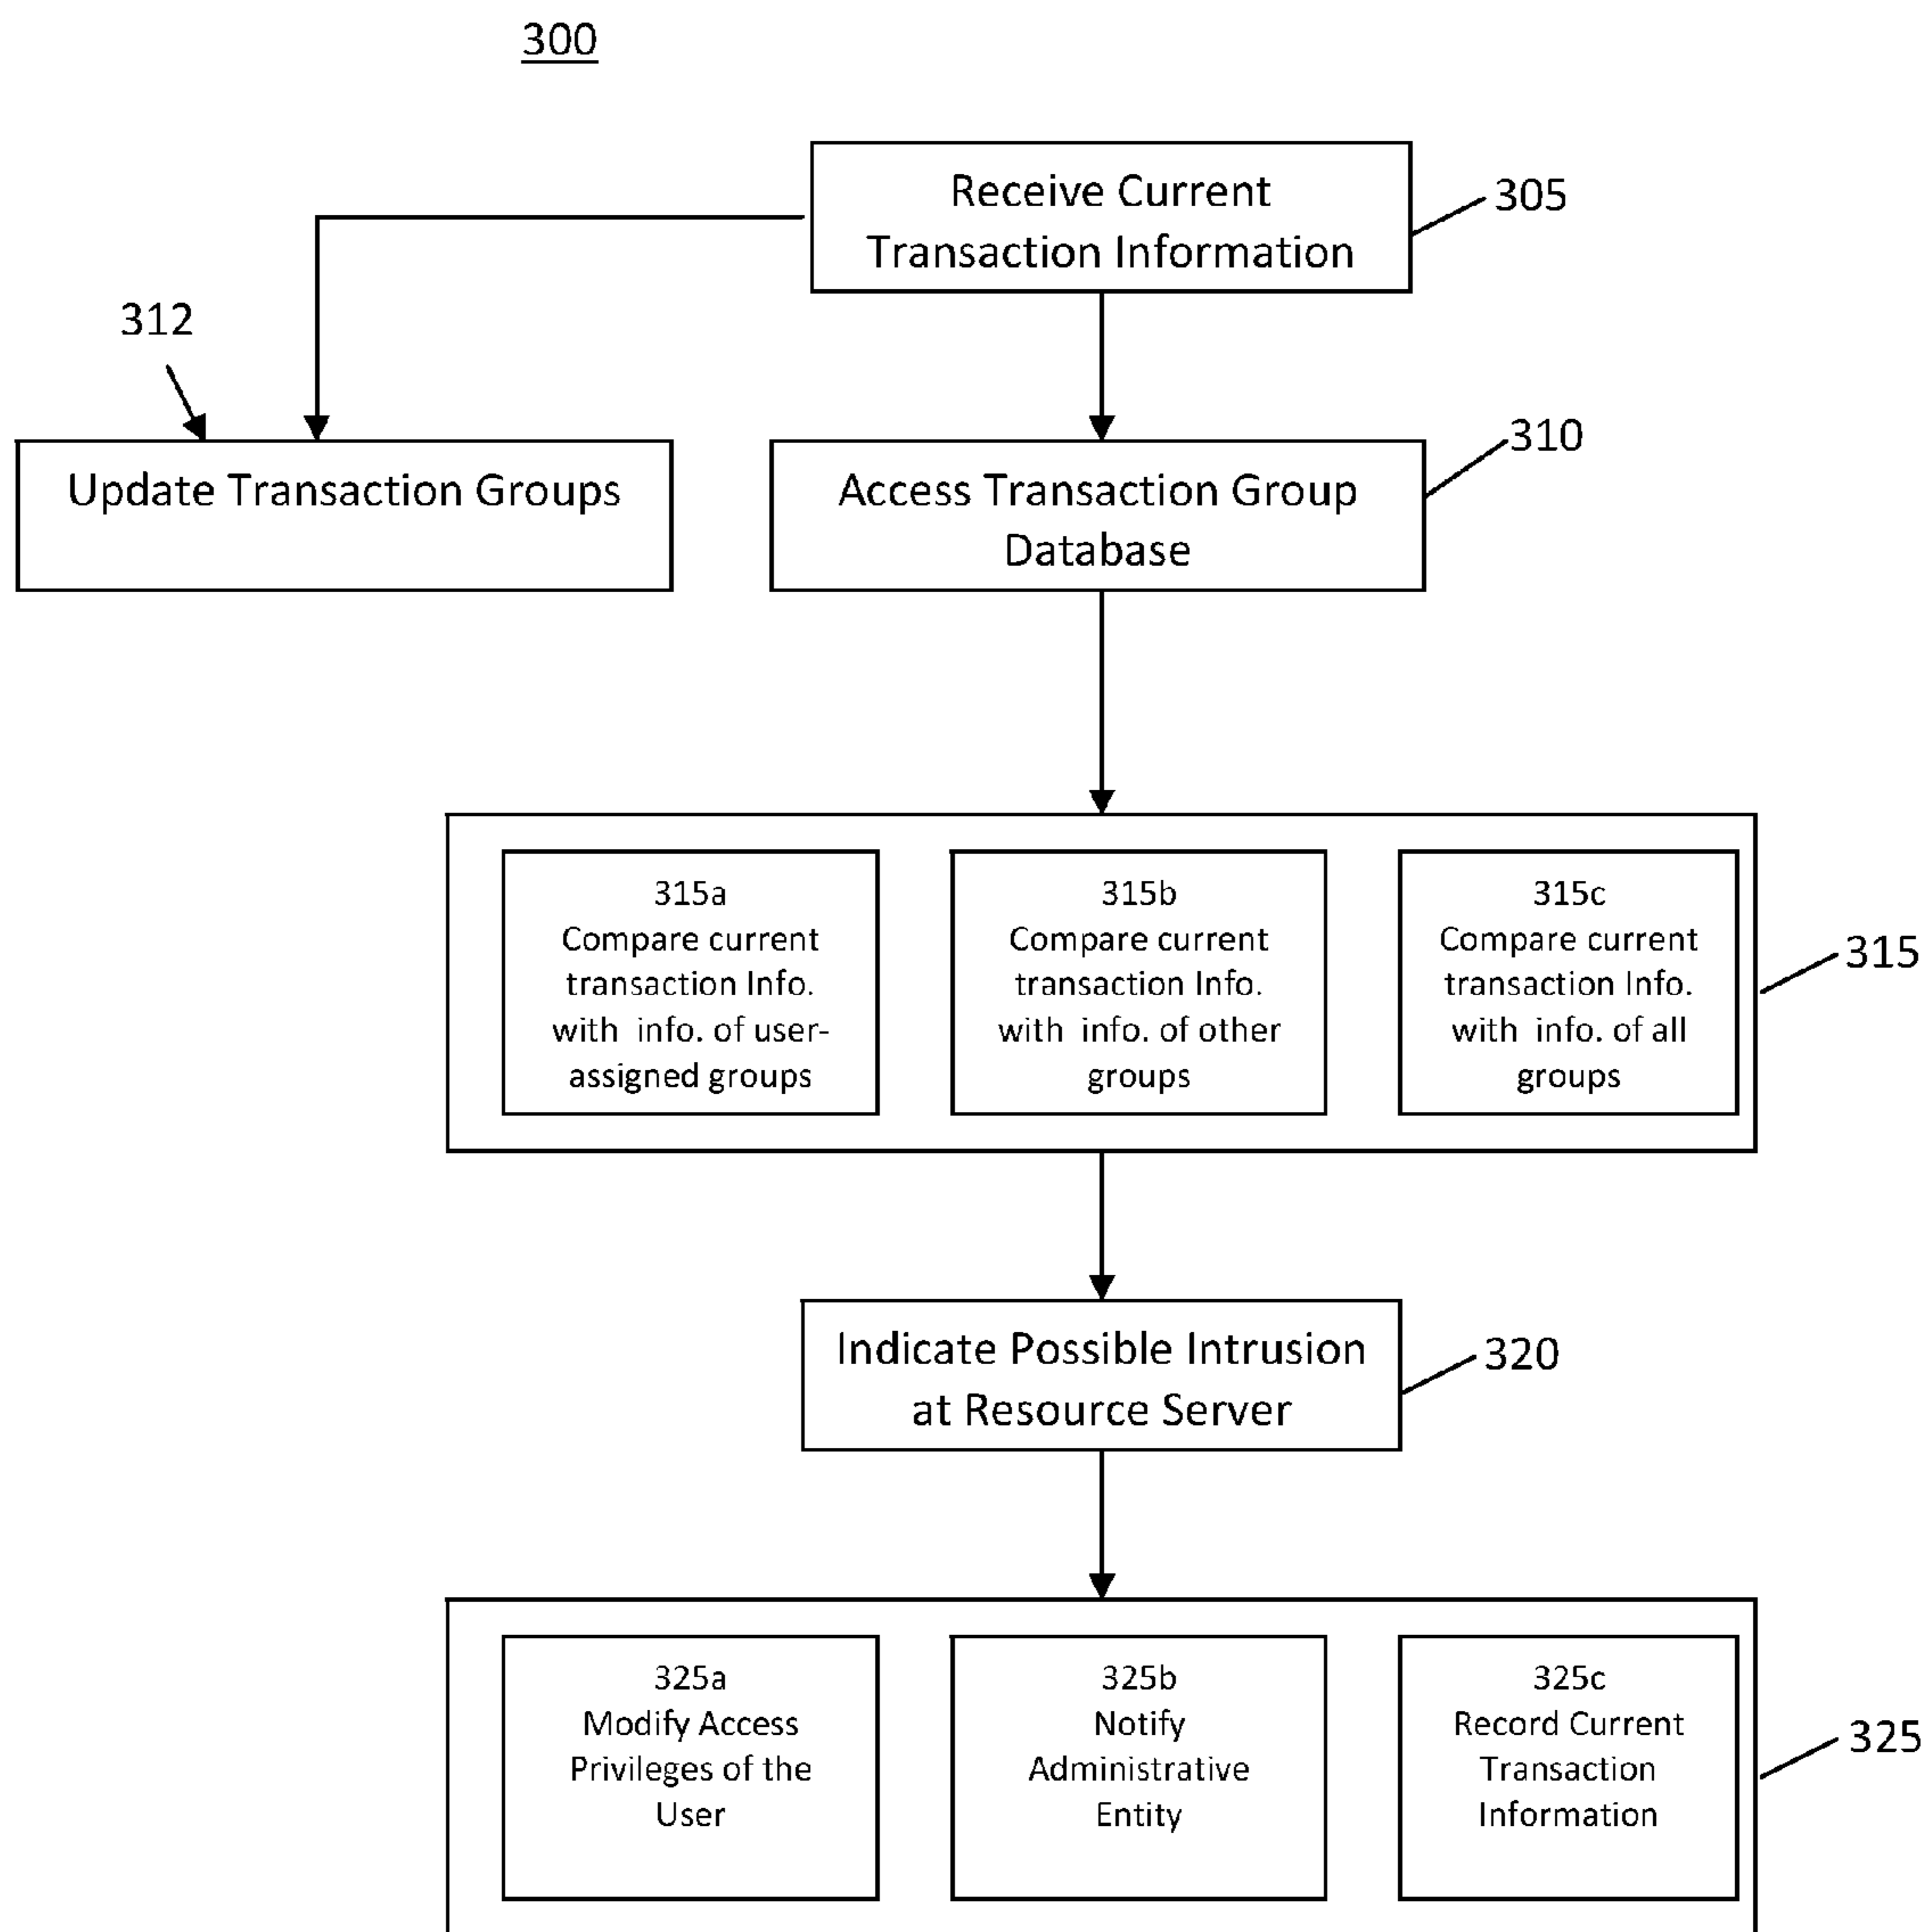 300
Receive Current
Transaction Information
305
312
Update Transaction Groups
Access Transaction Group
Database
310
315a
Compare current
transaction Info.
with  info. of user-
assigned groups
315b
Compare current
transaction Info.
with  info. of other
groups
315c
Compare current
transaction Info.
with  info. of all
groups
315
Indicate Possible Intrusion
at Resource Server
320
325a
Modify Access
Privileges of the
User
325b
Notify
Administrative
Entity
325c
Record Current
Transaction
Information
325